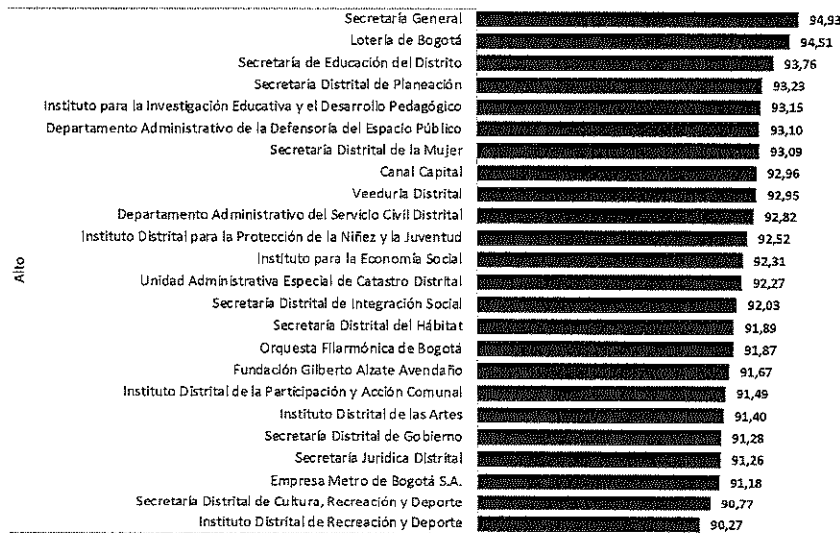 Secretaría General 94,93
Lotería de Bogotá 94,51
Secretaría de Educación del Distrito 93,76
Secretaría Distrital de Planeación 93,23
Instituto para la Investigación Educativa y el Desarrollo Pedagógico 93,15
Departamento Administrativo de la Defensoría del Espacio Público 93,10
Secretaría Distrital de la Mujer 93,09
Canal Capital 92,96
Veeduría Distrital 92,95
Departamento Administrativo del Servicio Civil Distrital 92,82
Instituto Distrital para la Protección de la Niñez y la Juventud 92,52
Instituto para la Economía Social 92,31
Unidad Administrativa Especial de Catastro Distrital 92,27
Secretaría Distrital de Integración Social 92,03
Secretaría Distrital del Hábitat 91,89
Orquesta Filarmónica de Bogotá 91,87
Fundación Gilberto Alzate Avendaño 91,67
Instituto Distrital de la Participación y Acción Comunal 91,49
Instituto Distrital de las Artes 91,40
Secretaría Distrital de Gobierno 91,28
Secretaría Juridica Distrital 91,26
Empresa Metro de Bogotá S.A. 91,18
Secretaría Distrital de Cultura, Recreación y Deporte 90,77
Instituto Distrital de Recreación y Deporte 90,27
Alto